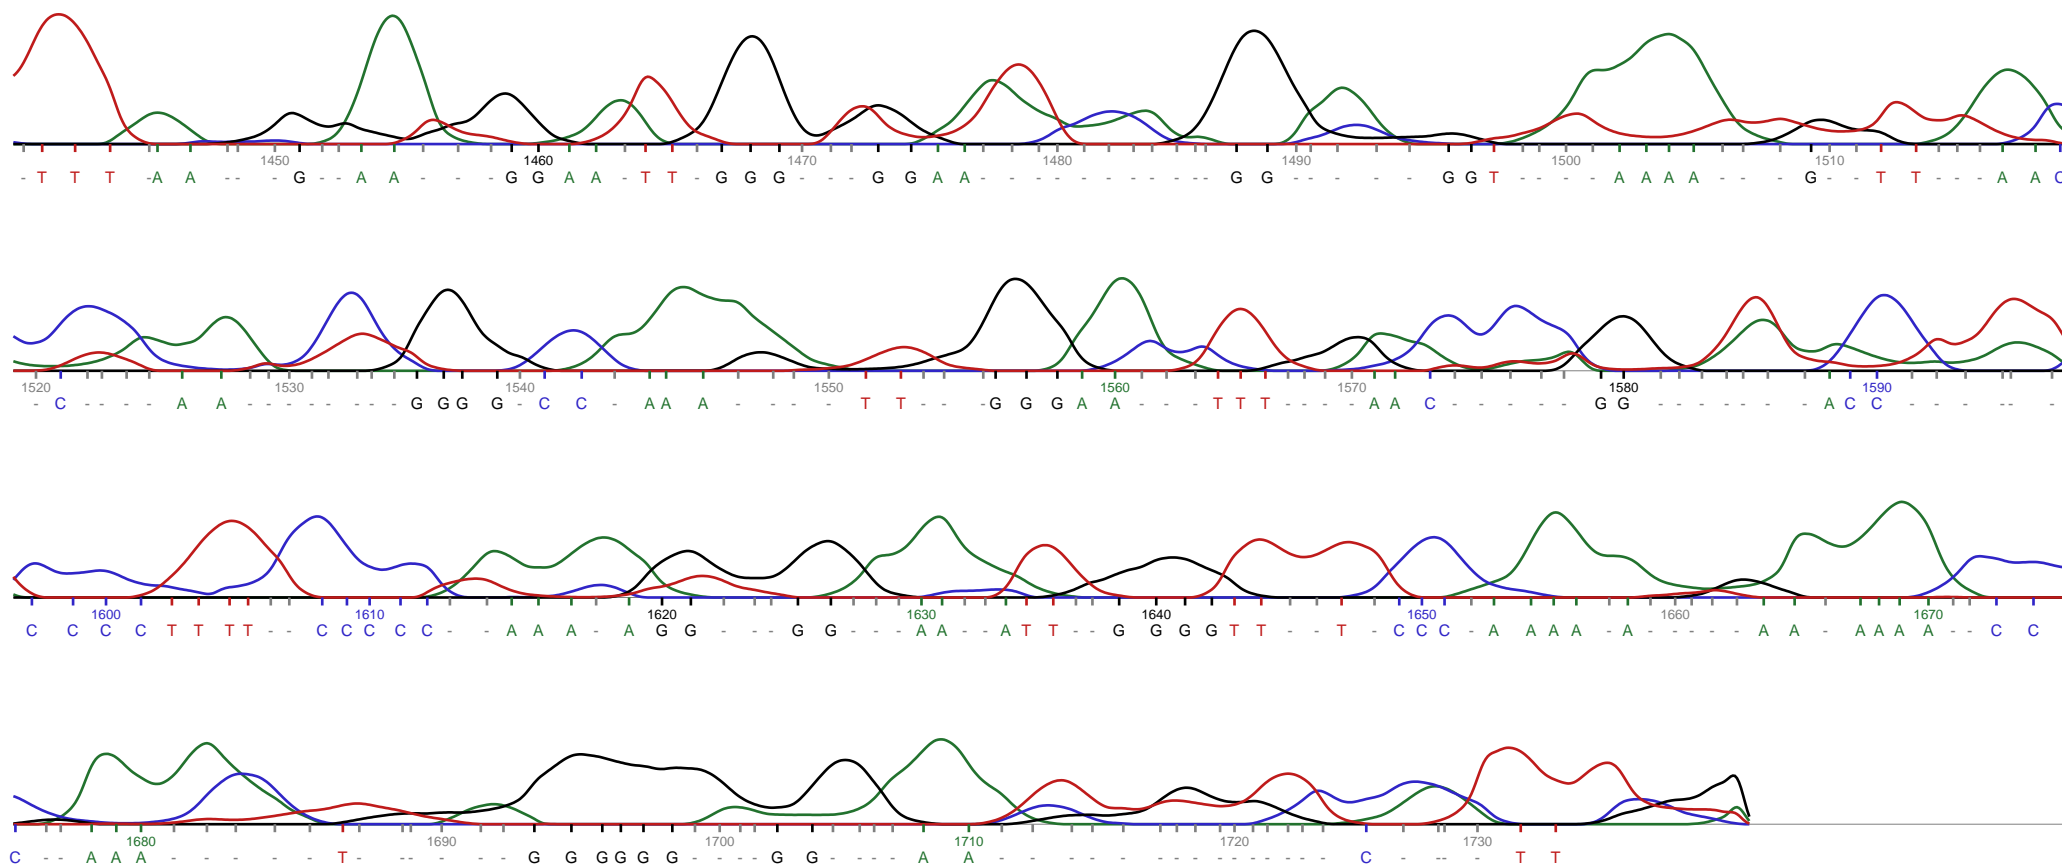 1450 1460 1470 1480 1490 1500 1510
- T T T - A A - - - G - - A A - - - G G A A - T T - G G G - - - G G A A - - - - - - - - - - G G - - - - - - G G T - - - - A A A A - - - G - - T T - - - A A C
1520 1530 1540 1550 1560 1570 1580 1590
- C - - - - A A - - - - - - - - - G G G G - C C - - A A A - - - - - T T - - - G G G A A - - - T T T - - - - A A C - - - - - G G - - - - - - - A C C - - - - - -
1600 1610 1620 1630 1640 1650 1660 1670
C C C C T T T T - - C C C C C - - A A A - A G G - - - G G - - - A A - - A T T - - G G G G T T - - T - C C C - A A A A - A - - - - - A A - A A A A - - C C
1680 1690 1700 1710 1720 1730
C - - A A A - - - - - T - - - - - - - G G G G G G G - - - - G G - - - - A A - - - - - - - - - - - - - - - - C - - - - T T